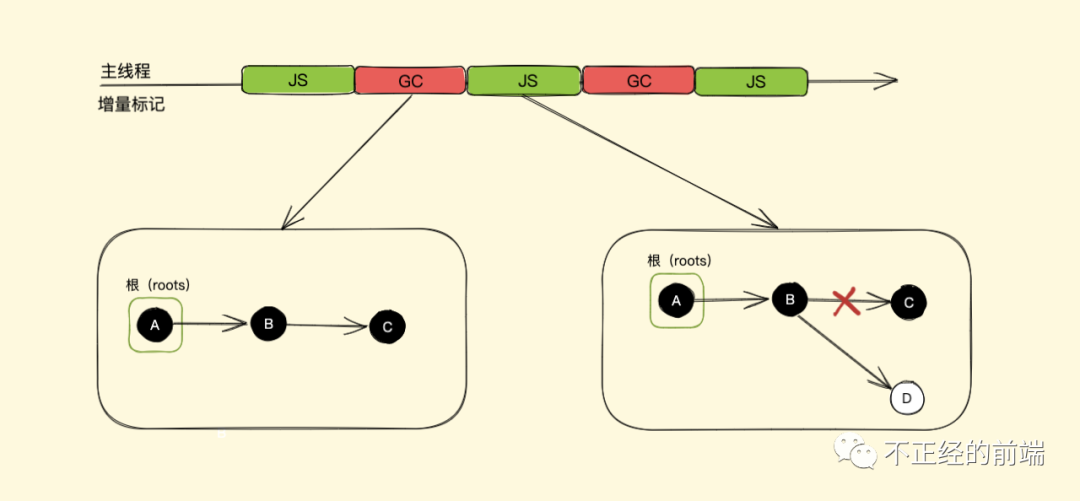 主线程
增量标记
JS GC JS GC JS
根（roots）
A B C
根（roots）
A B C
D
不正经的前端